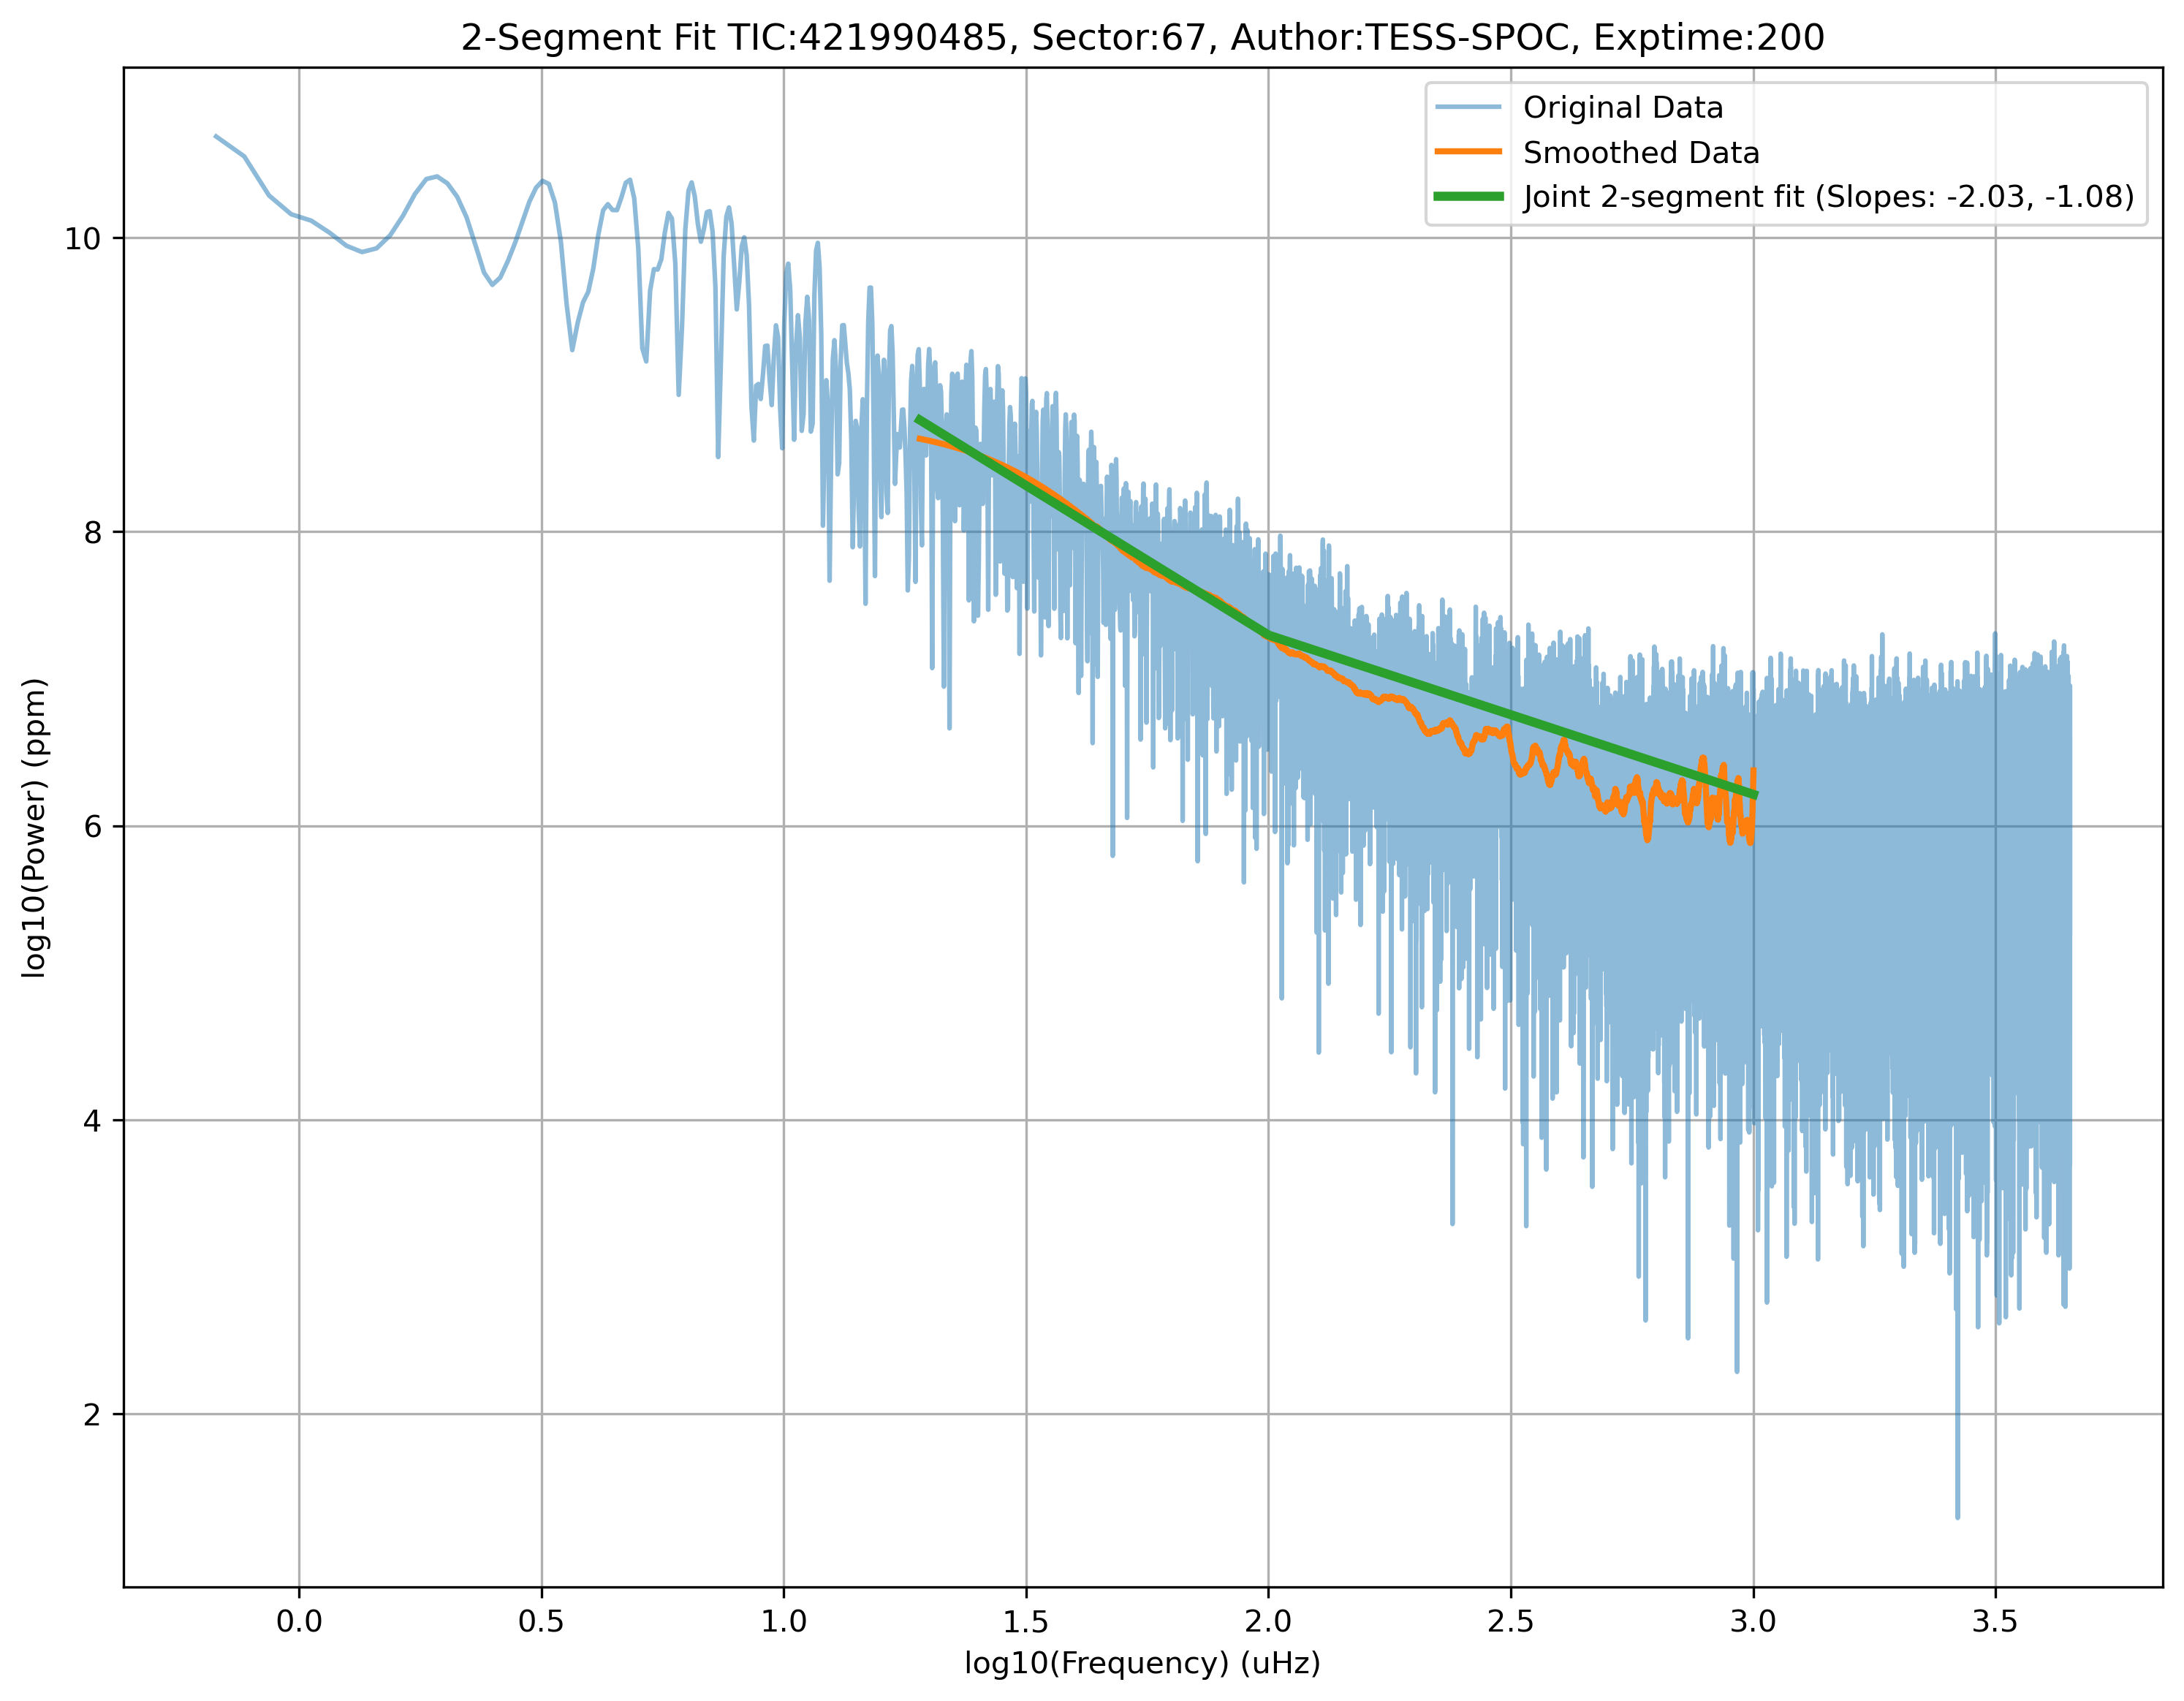 2-Segment Fit TIC:421990485, Sector:67, Author:TESS-SPOC, Exptime:200
Original Data
Smoothed Data
Joint 2-segment fit (Slopes: -2.03, -1.08)
log10(Power) (ppm)
10
8
6
4
2
0.0 0.5 1.0 1.5 2.0 2.5 3.0 3.5
log10(Frequency) (uHz)